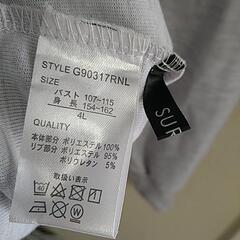 STYLE G90317RNL
SIZE
バスト 107~115
身 長 154~162
4L
QUALITY
本体部分 ポリエステル100%
リブ部分 ポリエステル 95%
ポリウレタン 5%
取扱い表示
SUR